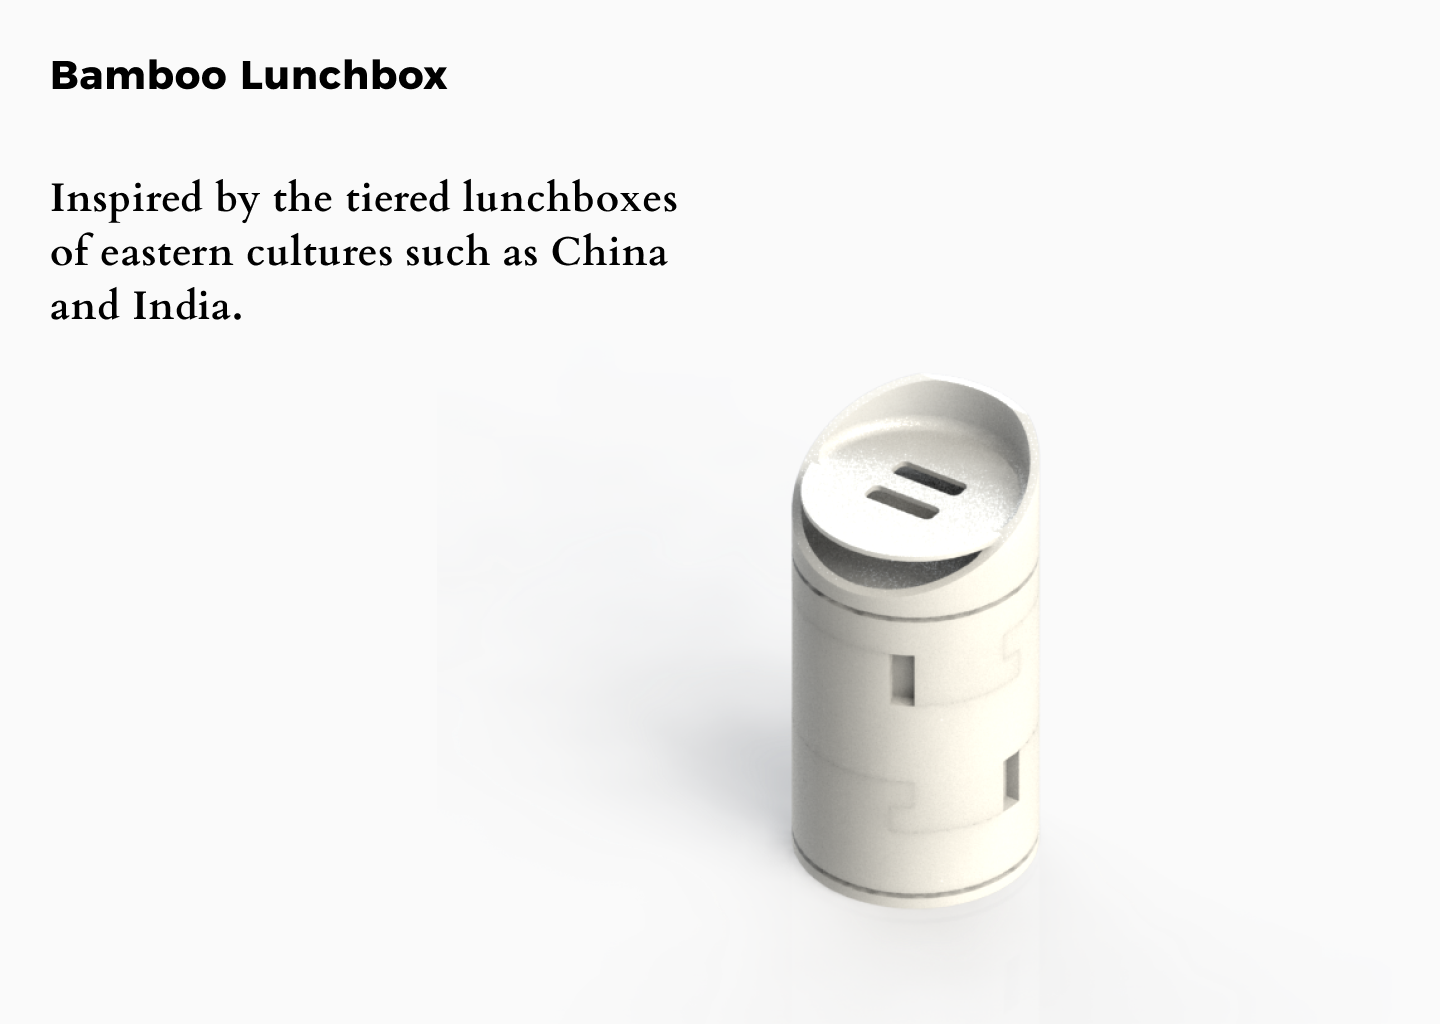 Bamboo Lunchbox
Inspired by the tiered lunchboxes
of eastern cultures such as China
and India.